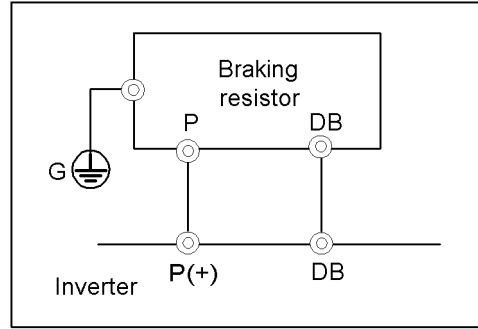 Braking
resistor
P DB
G
P(+) DB
Inverter